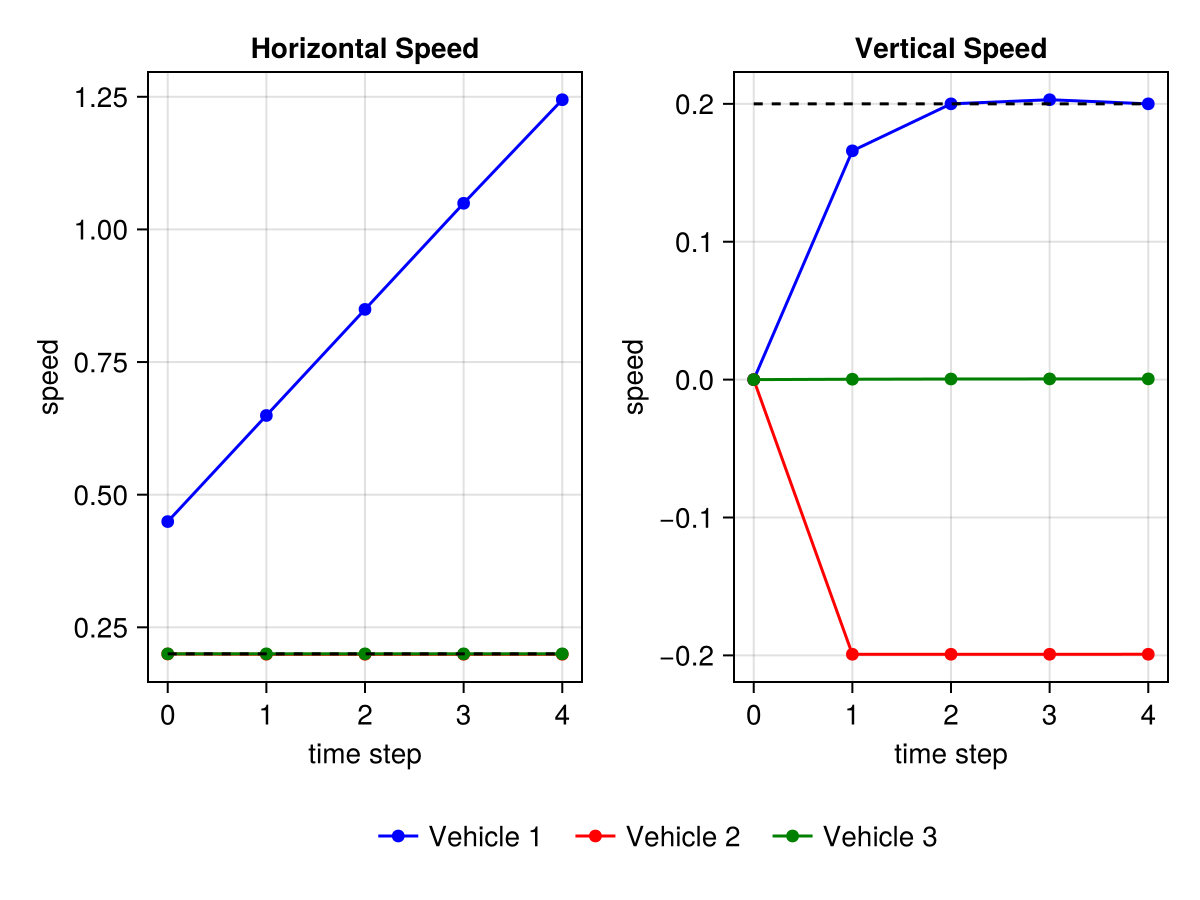 Horizontal Speed
1.25
1.00
0.75
0.50
0.25
speed
0 1 2 3 4
time step
Vertical Speed
0.2
0.1
0.0
−0.1
−0.2
speed
0 1 2 3 4
time step
Vehicle 1 Vehicle 2 Vehicle 3